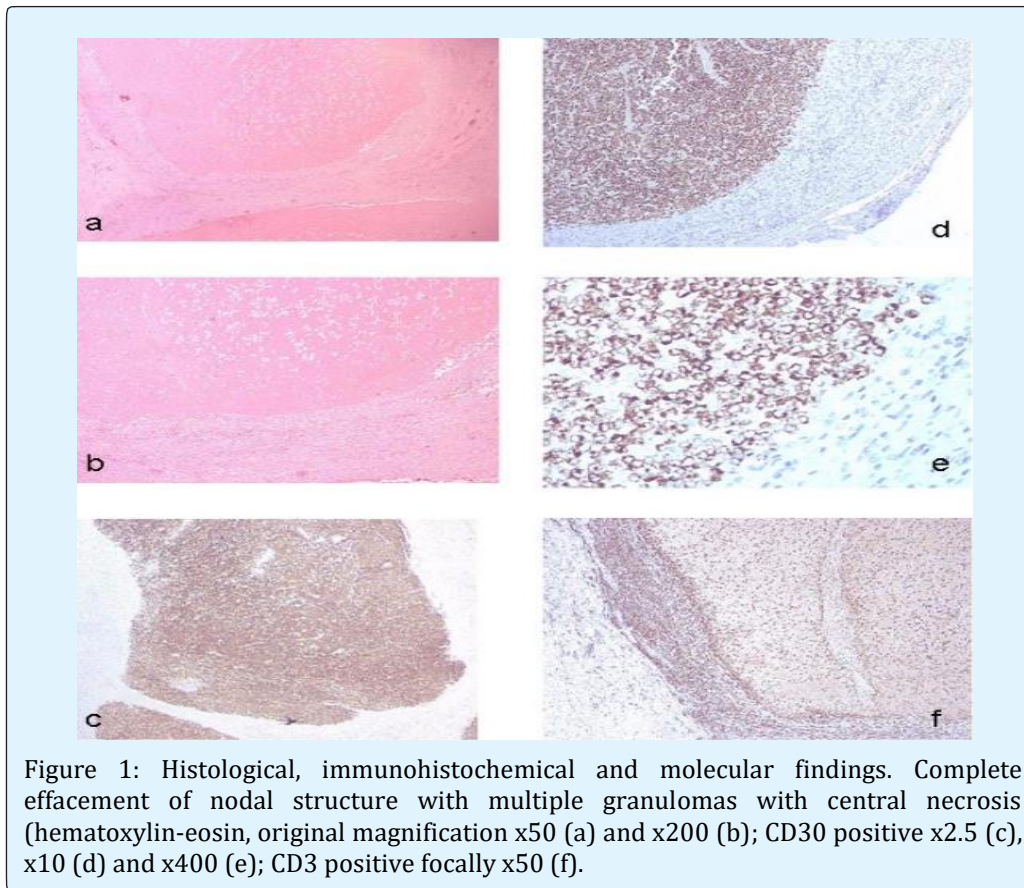 a
d
b
e
c
f
Figure 1: Histological, immunohistochemical and molecular findings. Complete
effacement of nodal structure with multiple granulomas with central necrosis
(hematoxylin-eosin, original magnification x50 (a) and x200 (b); CD30 positive x2.5 (c),
x10 (d) and x400 (e); CD3 positive focally x50 (f).